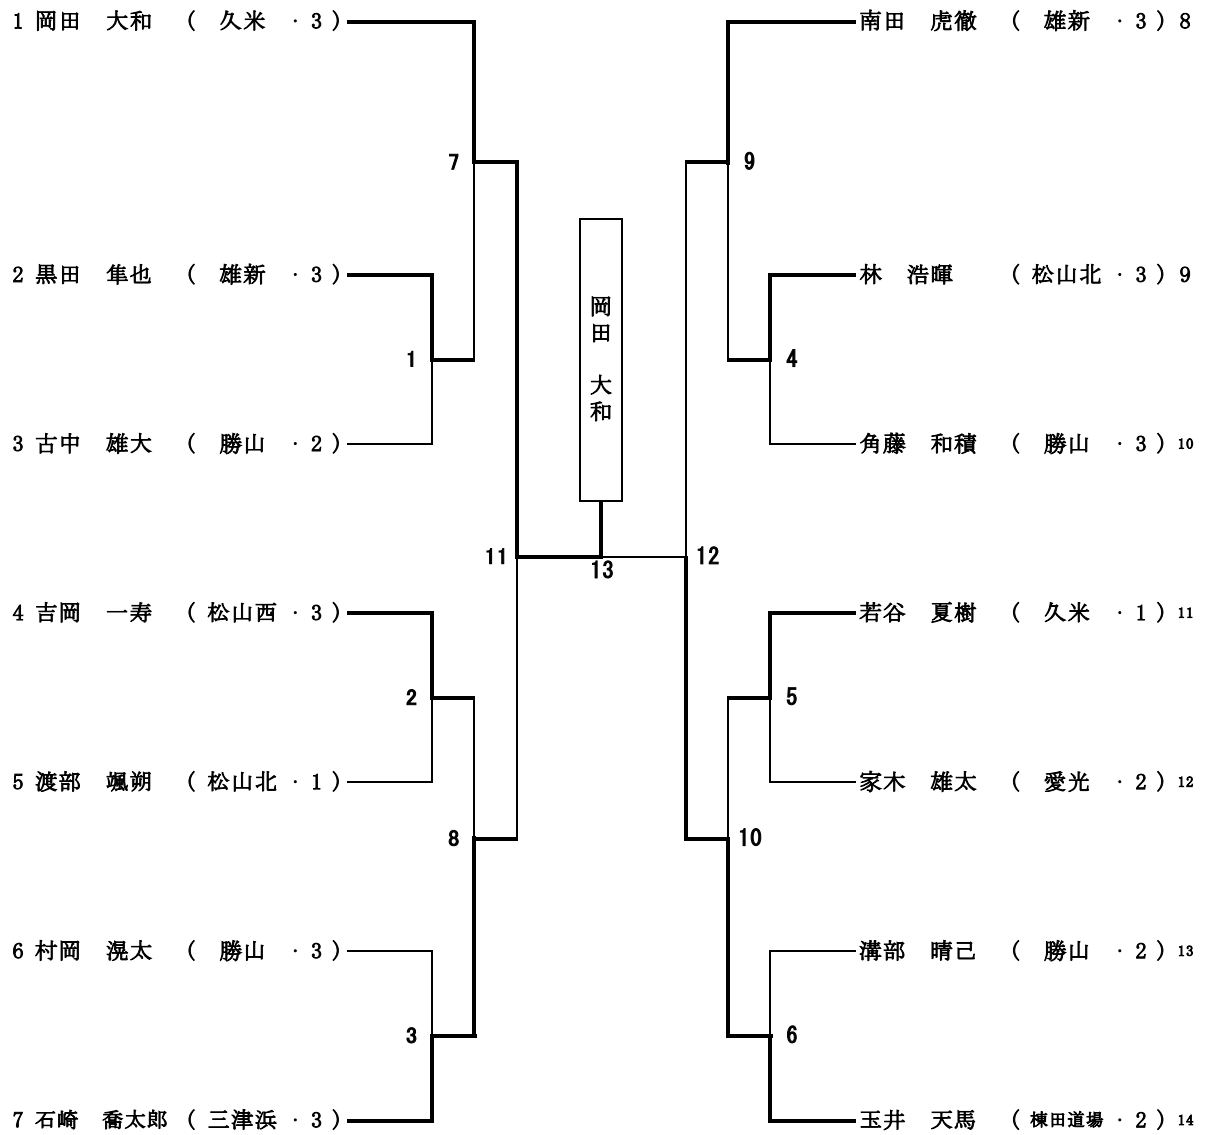 1 岡田 大和 ( 久米 ・ 3 )
7
2 黒田 隼也 ( 雄新 ・ 3 )
1
3 古中 雄大 ( 勝山 ・ 2 )
11
4 吉岡 一寿 ( 松山西 ・ 3 )
2
5 渡部 颯朔 ( 松山北 ・ 1 )
8
6 村岡 滉太 ( 勝山 ・ 3 )
3
7 石崎 喬太郎 ( 三津浜 ・ 3 )
岡田 大和
13
南田 虎徹 ( 雄新 ・ 3 ) 8
9
林 浩暉 ( 松山北 ・ 3 ) 9
4
角藤 和積 ( 勝山 ・ 3 ) 10
12
若谷 夏樹 ( 久米 ・ 1 ) 11
5
家木 雄太 ( 愛光 ・ 2 ) 12
10
溝部 晴己 ( 勝山 ・ 2 ) 13
6
玉井 天馬 ( 棟田道場 ・ 2 ) 14